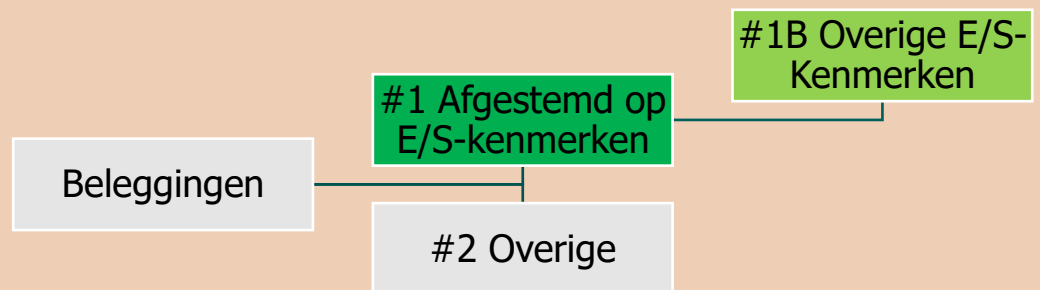 #1B Overige E/S-
Kenmerken
#1 Afgestemd op
E/S-kenmerken
Beleggingen
#2 Overige